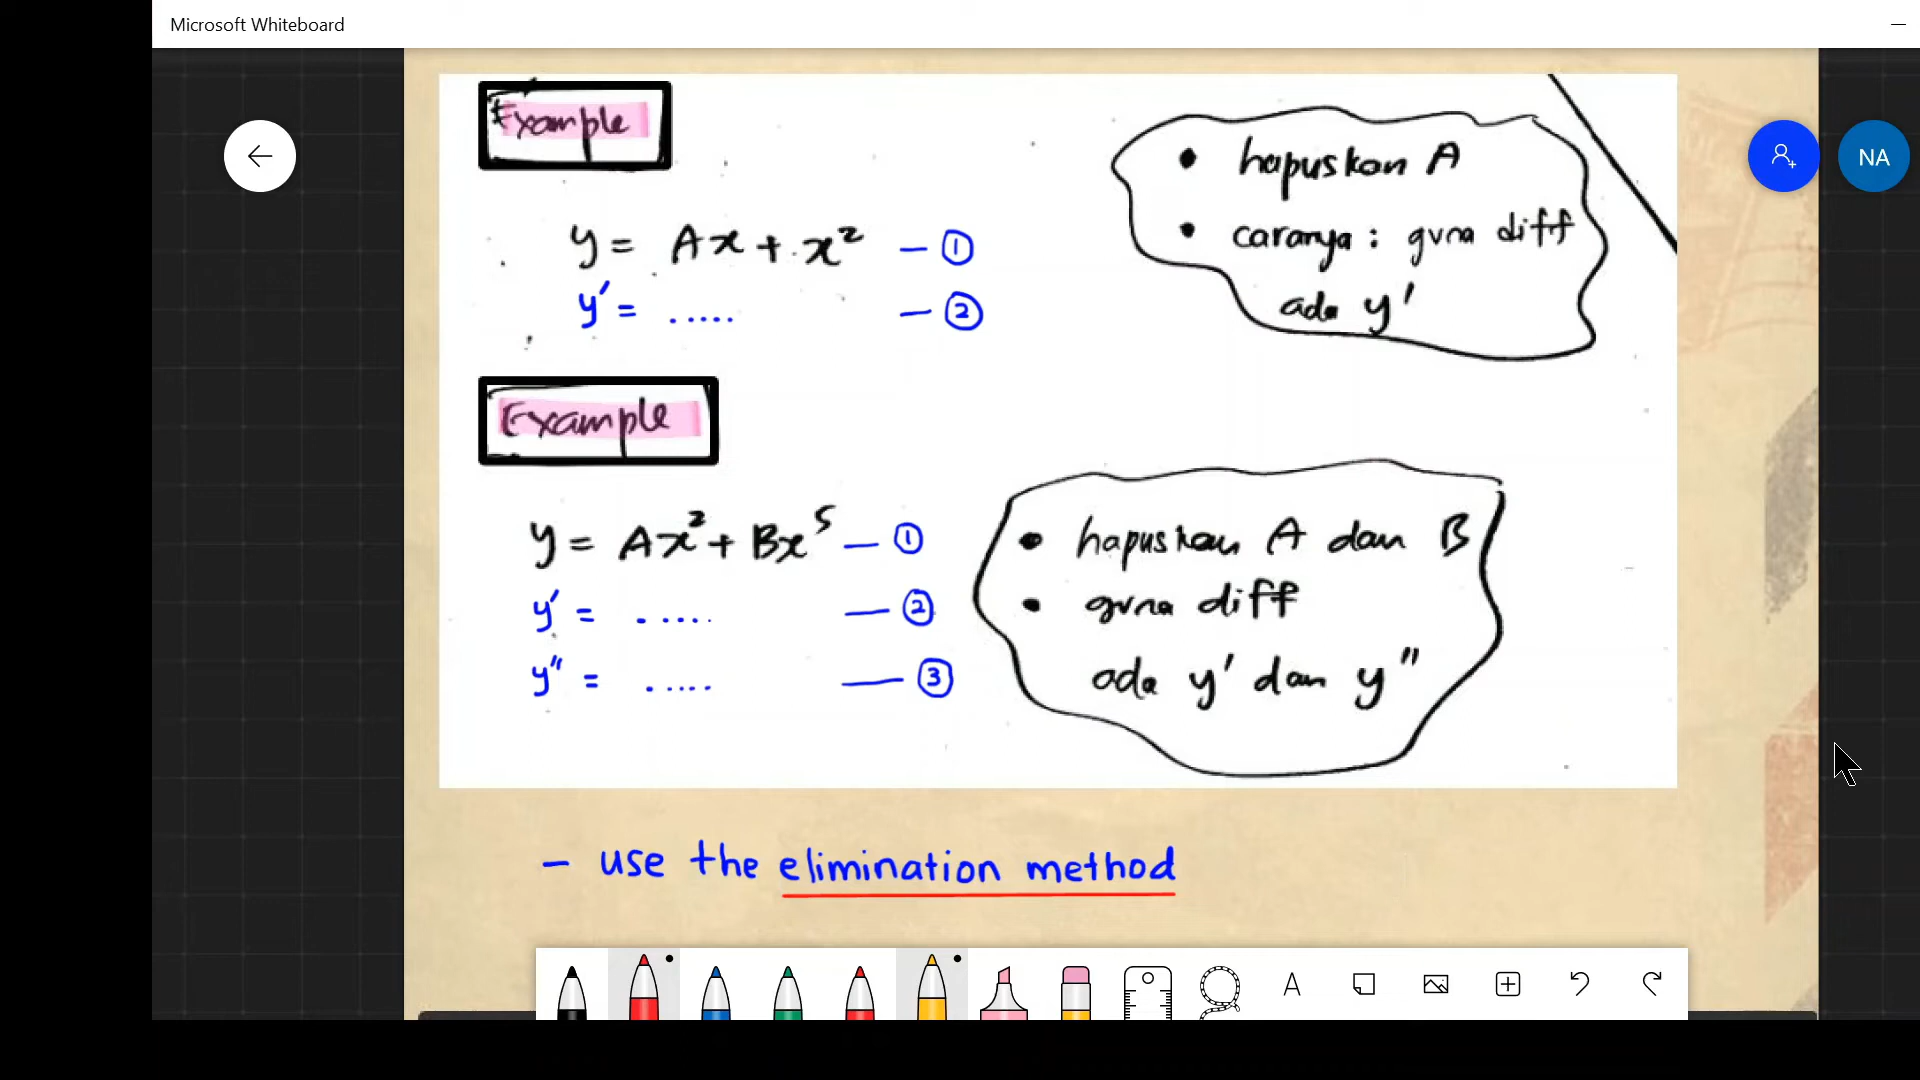 Microsoft Whiteboard
NA
Example
y = Ax + x² — ①
y' = ..... — ②
• hapuskan A
• caranya : guna diff
ada y'
Example
y = Ax² + Bx⁵ — ①
y' = ..... — ②
y" = ..... — ③
• hapuskan A dan B
• guna diff
ada y' dan y"
- use the elimination method
A